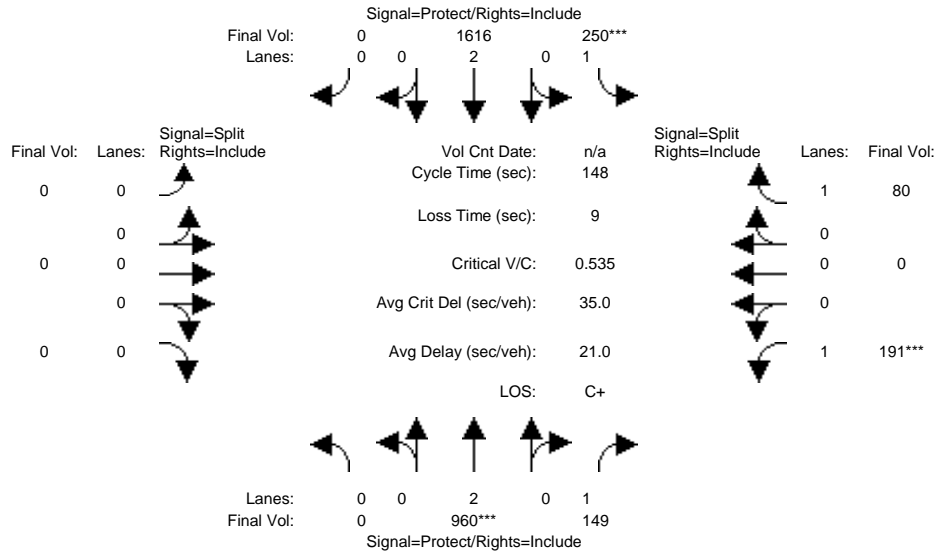 Signal=Protect/Rights=Include
Final Vol: 0 1616 250***
Lanes: 0 0 2 0 1
Signal=Split
Final Vol: Lanes: Rights=Include
Vol Cnt Date: n/a
Signal=Split
Rights=Include Lanes: Final Vol:
Cycle Time (sec): 148
0 0
1 80
Loss Time (sec): 9
0
0
0 0
Critical V/C: 0.535
0 0
0
Avg Crit Del (sec/veh): 35.0
0
0 0
Avg Delay (sec/veh): 21.0
1 191***
LOS: C+
Lanes: 0 0 2 0 1
Final Vol: 0 960*** 149
Signal=Protect/Rights=Include